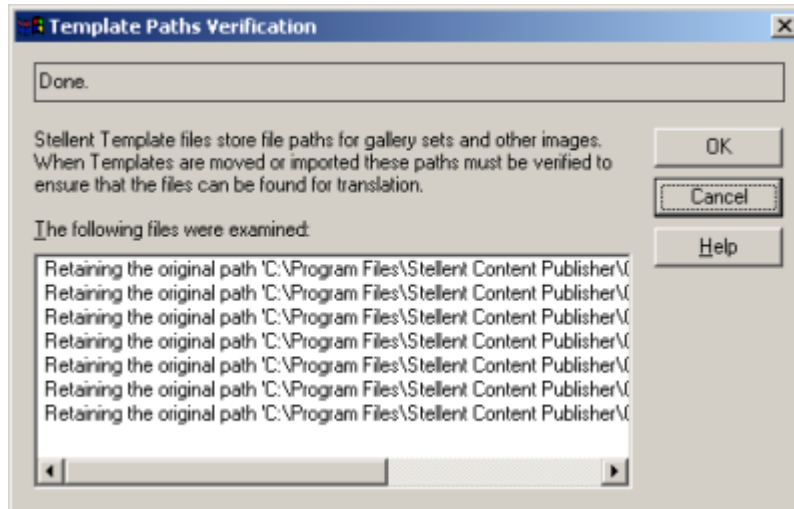 Template Paths Verification
Done.
Stellent Template files store file paths for gallery sets and other images.
When Templates are moved or imported these paths must be verified to
ensure that the files can be found for translation.
OK
Cancel
Help
The following files were examined:
Retaining the original path 'C:\Program Files\Stellent Content Publisher\
Retaining the original path 'C:\Program Files\Stellent Content Publisher\
Retaining the original path 'C:\Program Files\Stellent Content Publisher\
Retaining the original path 'C:\Program Files\Stellent Content Publisher\
Retaining the original path 'C:\Program Files\Stellent Content Publisher\
Retaining the original path 'C:\Program Files\Stellent Content Publisher\
Retaining the original path 'C:\Program Files\Stellent Content Publisher\